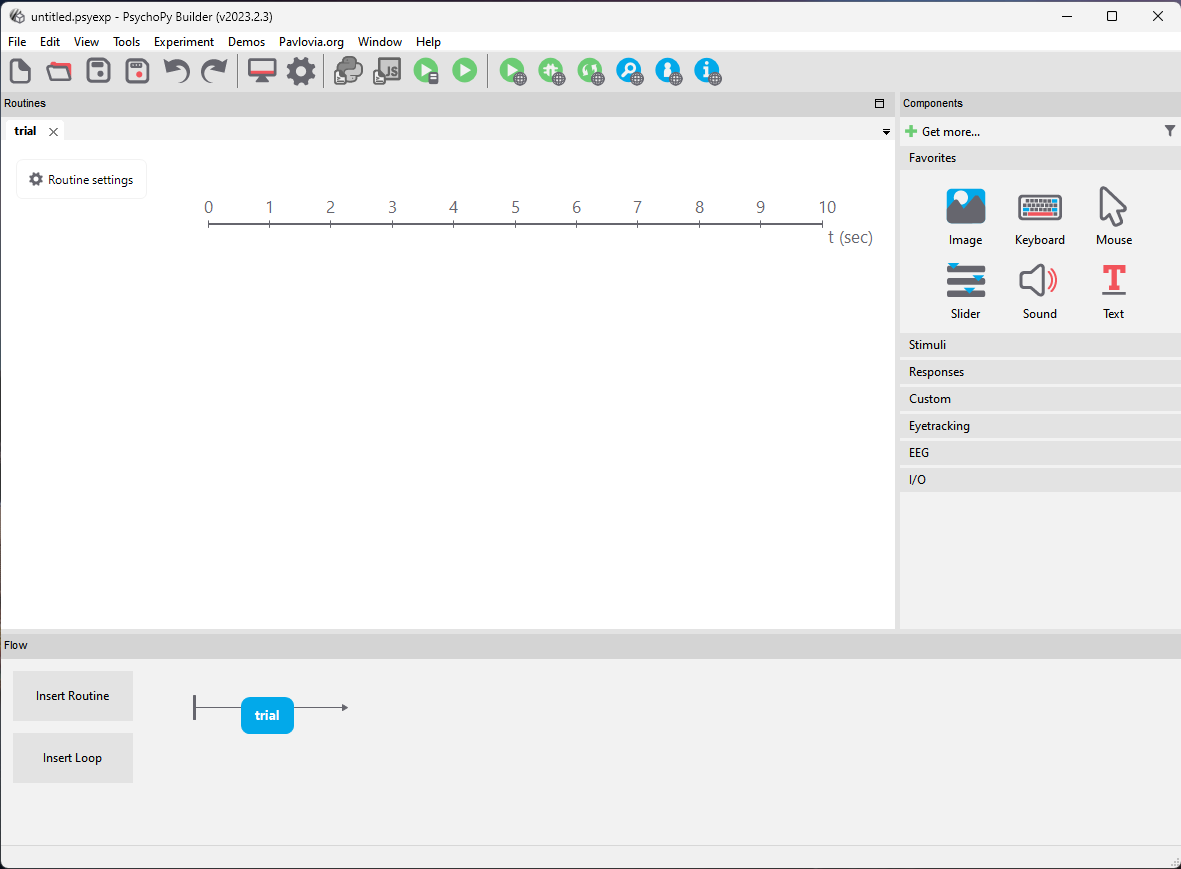 untitled.psyexp - PsychoPy Builder (v2023.2.3)
File Edit View Tools Experiment Demos Pavlovia.org Window Help
JS
Routines
trial
Routine settings
0 1 2 3 4 5 6 7 8 9 10
t (sec)
Components
Get more...
Favorites
Image Keyboard Mouse
T
Slider Sound Text
Stimuli
Responses
Custom
Eyetracking
EEG
I/O
Flow
Insert Routine
trial
Insert Loop